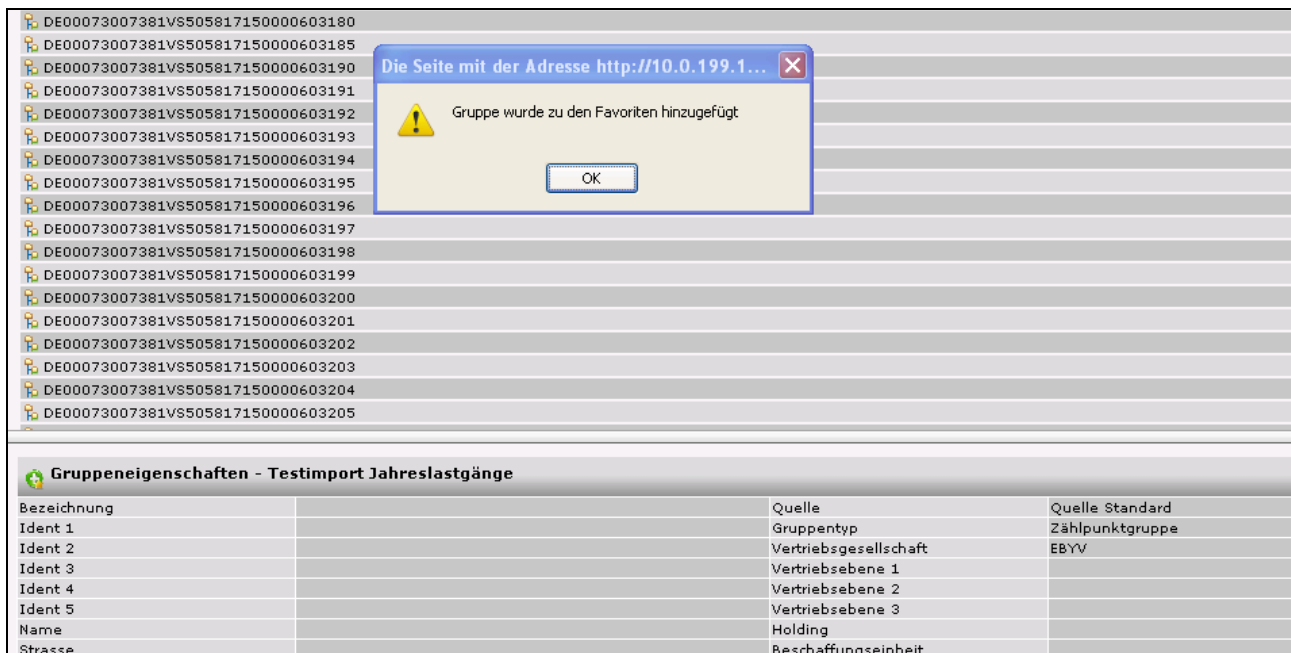 DE00073007381VS505817150000603180
DE00073007381VS505817150000603185
DE00073007381VS505817150000603190
DE00073007381VS505817150000603191
DE00073007381VS505817150000603192
DE00073007381VS505817150000603193
DE00073007381VS505817150000603194
DE00073007381VS505817150000603195
DE00073007381VS505817150000603196
DE00073007381VS505817150000603197
DE00073007381VS505817150000603198
DE00073007381VS505817150000603199
DE00073007381VS505817150000603200
DE00073007381VS505817150000603201
DE00073007381VS505817150000603202
DE00073007381VS505817150000603203
DE00073007381VS505817150000603204
DE00073007381VS505817150000603205
Die Seite mit der Adresse http://10.0.199.1...
Gruppe wurde zu den Favoriten hinzugefügt
OK
Gruppeneigenschaften - Testimport Jahreslastgänge
Bezeichnung Quelle Quelle Standard
Ident 1 Gruppentyp Zählpunktgruppe
Ident 2 Vertriebsgesellschaft EBYV
Ident 3 Vertriebsebene 1
Ident 4 Vertriebsebene 2
Ident 5 Vertriebsebene 3
Name Holding
Strasse Beschaffungseinheit